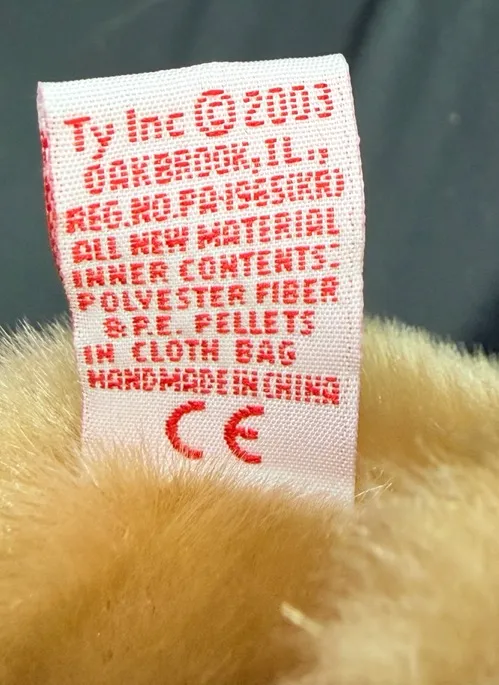 Ty Inc © 2003
OAKBROOK, IL.,
REG.NO.PA-1965(KR)
ALL NEW MATERIAL
INNER CONTENTS:
POLYESTER FIBER
& P.E. PELLETS
IN CLOTH BAG
HANDMADE IN CHINA
CE